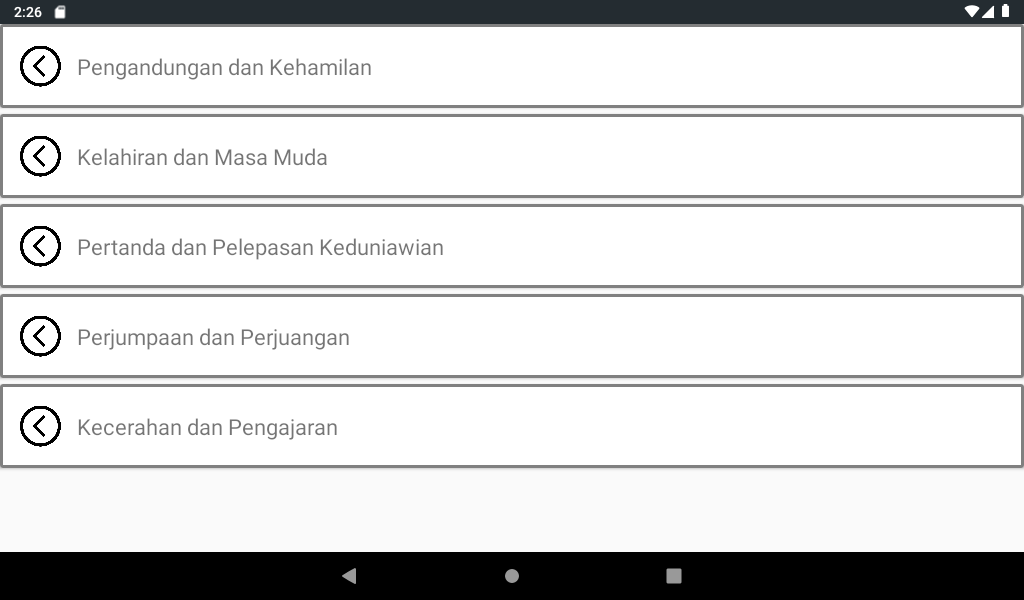 2:26
Pengandungan dan Kehamilan
Kelahiran dan Masa Muda
Pertanda dan Pelepasan Keduniawian
Perjumpaan dan Perjuangan
Kecerahan dan Pengajaran